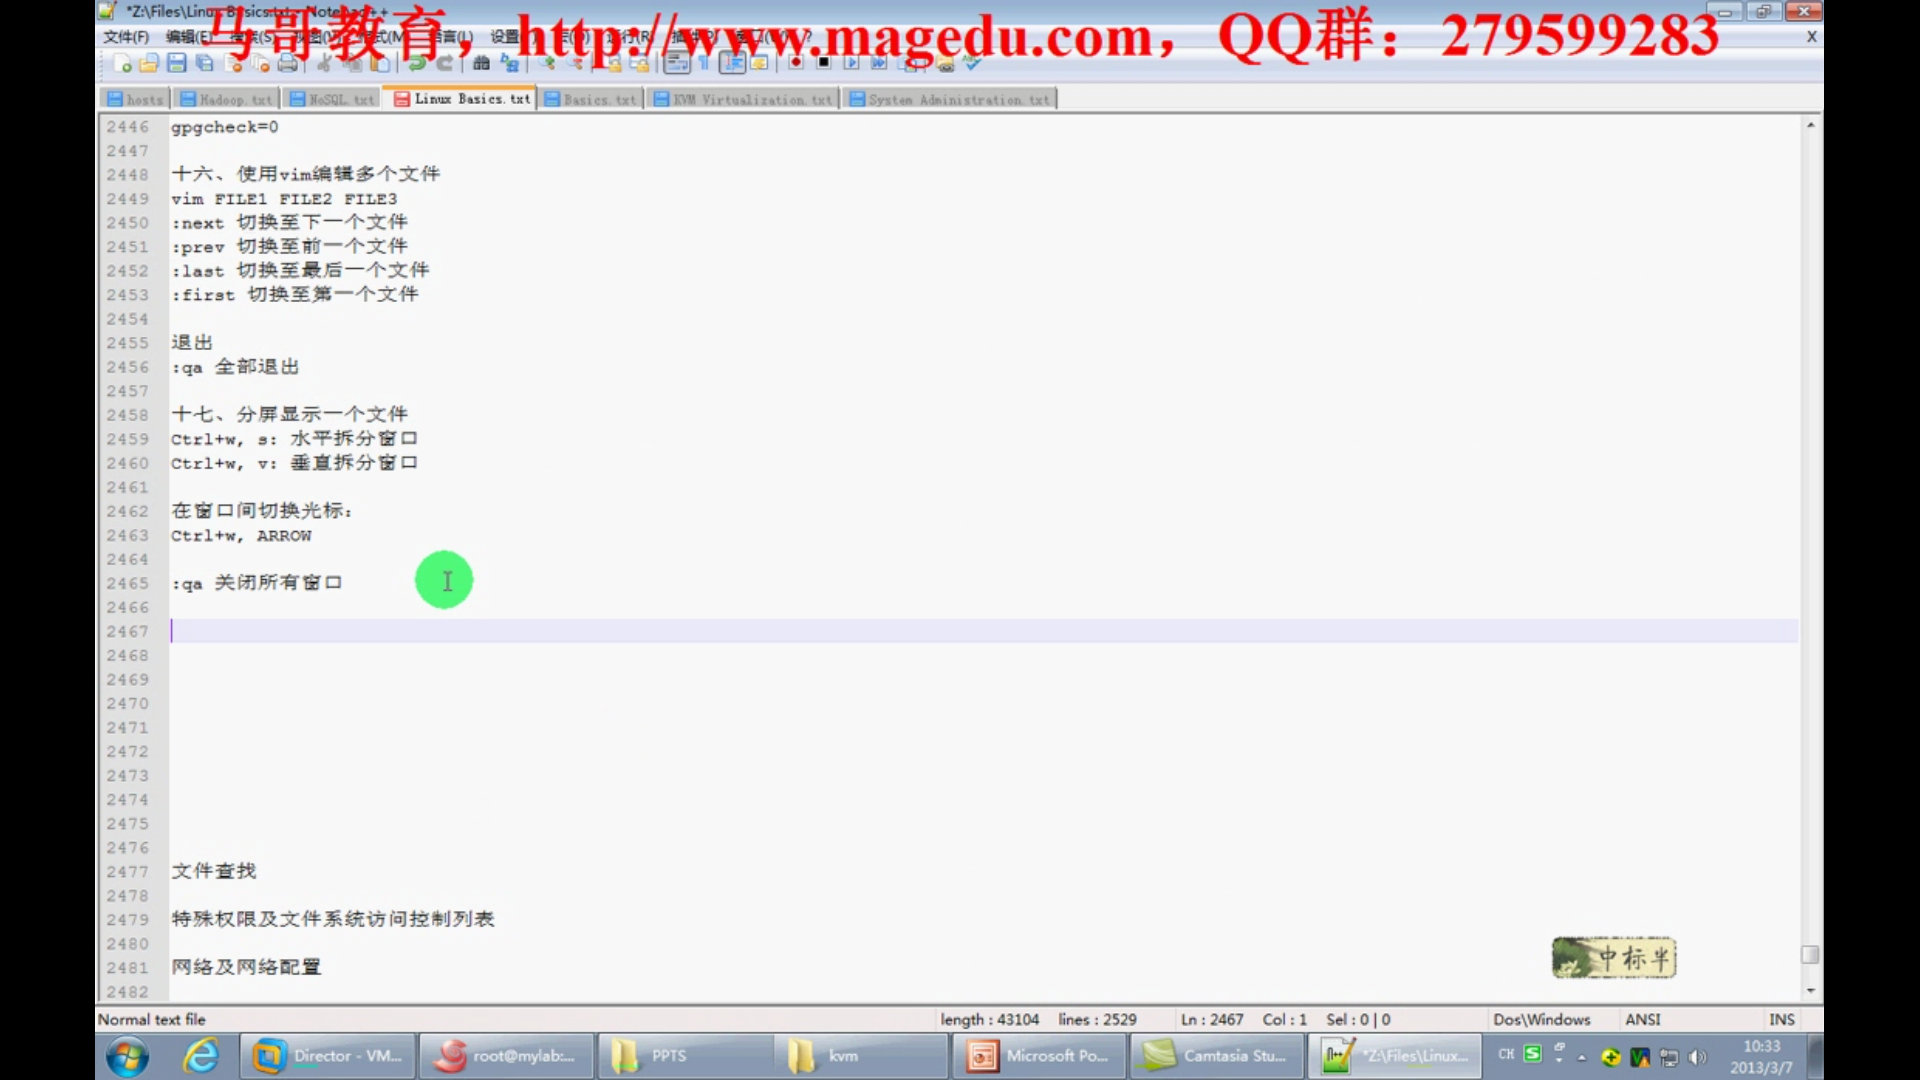 *Z:\Files\Linux Basics.txt - Notepad++
马哥教育，http://www.magedu.com，QQ群：279599283
文件(F) 编辑(E) 搜索(S) 视图(V) 格式(M) 语言(L) 设置
X
hosts Hadoop.txt NoSQL.txt Linux Basics.txt Basics.txt KVM Virtualization.txt System Administration.txt
2446 gpgcheck=0
2447
2448 十六、使用vim编辑多个文件
2449 vim FILE1 FILE2 FILE3
2450 :next 切换至下一个文件
2451 :prev 切换至前一个文件
2452 :last 切换至最后一个文件
2453 :first 切换至第一个文件
2454
2455 退出
2456 :qa 全部退出
2457
2458 十七、分屏显示一个文件
2459 Ctrl+w, s: 水平拆分窗口
2460 Ctrl+w, v: 垂直拆分窗口
2461
2462 在窗口间切换光标：
2463 Ctrl+w, ARROW
2464
2465 :qa 关闭所有窗口
2466
2467
2468
2469
2470
2471
2472
2473
2474
2475
2476
2477 文件查找
2478
2479 特殊权限及文件系统访问控制列表
2480
2481 网络及网络配置
2482
中标半
Normal text file length : 43104 lines : 2529 Ln : 2467 Col : 1 Sel : 0 | 0 Dos\Windows ANSI INS
Director - VM... root@mylab:... PPTS kvm Microsoft Po... Camtasia Stu... *Z:\Files\Linux... CH 10:33
2013/3/7